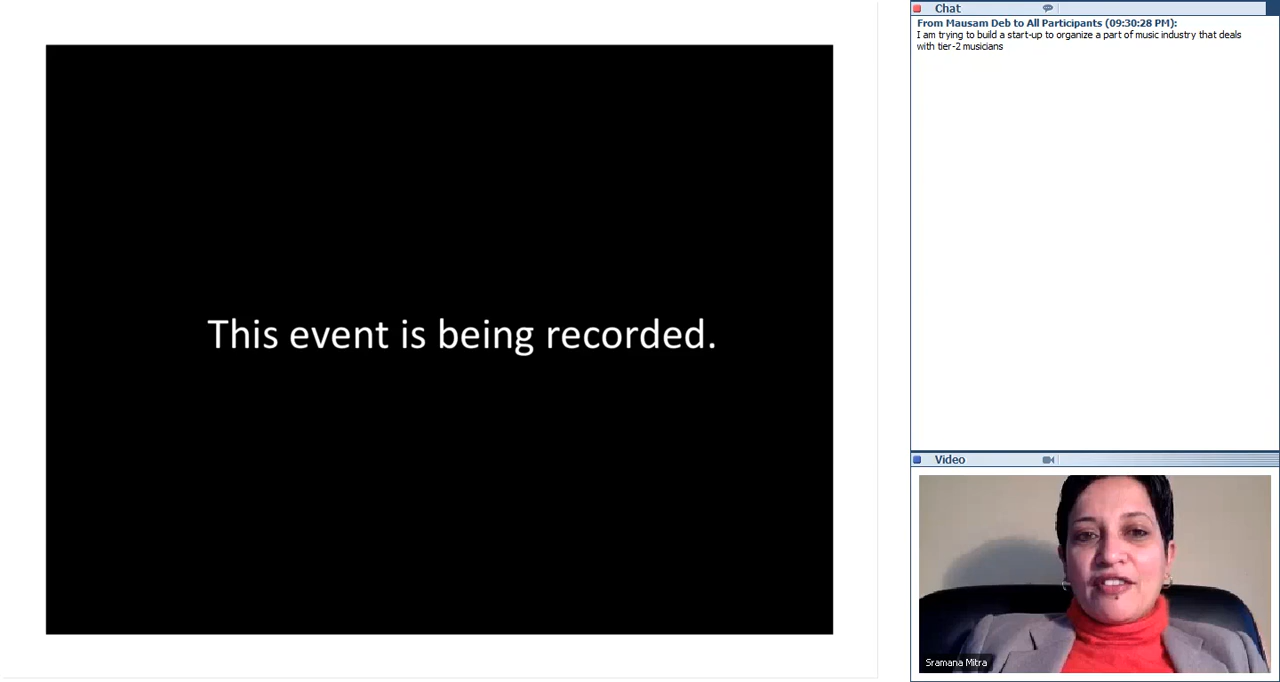 This event is being recorded.
Chat
From Mausam Deb to All Participants (09:30:28 PM):
I am trying to build a start-up to organize a part of music industry that deals
with tier-2 musicians
Video
Sramana Mitra